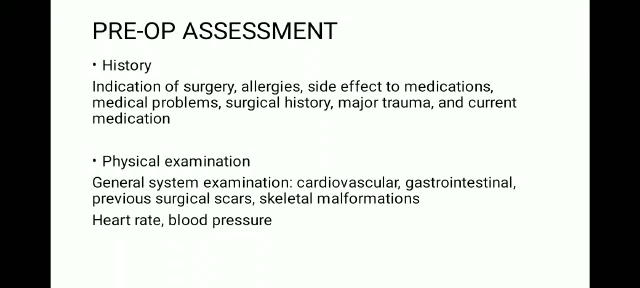 PRE-OP ASSESSMENT
• History
Indication of surgery, allergies, side effect to medications,
medical problems, surgical history, major trauma, and current
medication
• Physical examination
General system examination: cardiovascular, gastrointestinal,
previous surgical scars, skeletal malformations
Heart rate, blood pressure